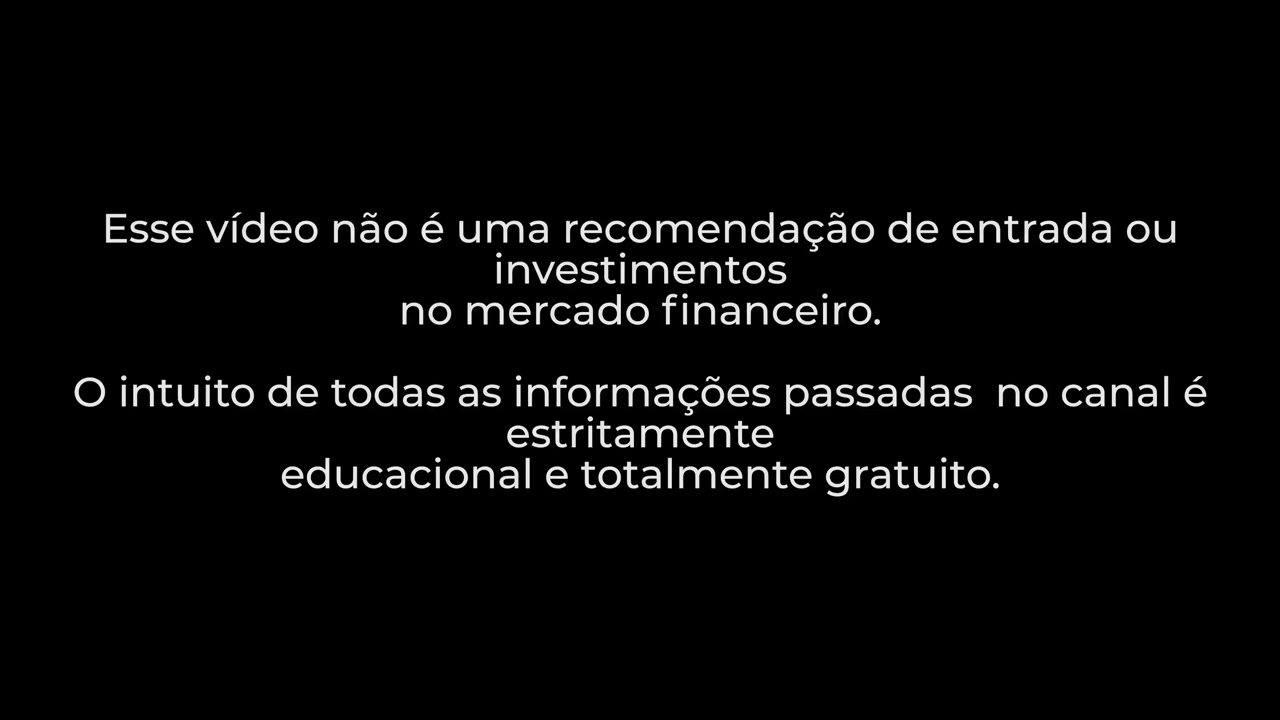 Esse vídeo não é uma recomendação de entrada ou
investimentos
no mercado financeiro.
O intuito de todas as informações passadas  no canal é
estritamente
educacional e totalmente gratuito.